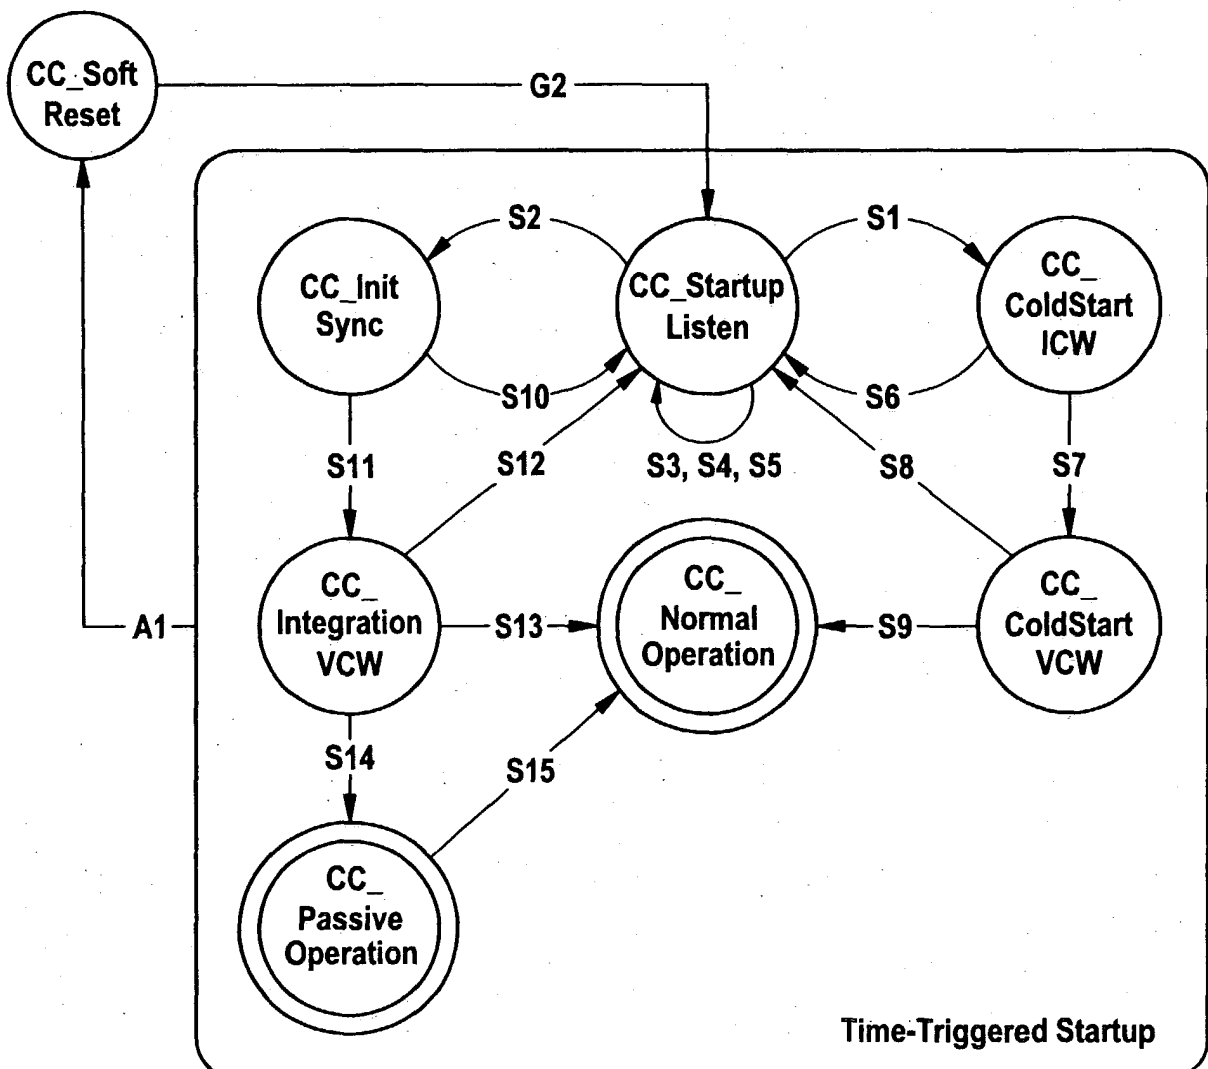 CC_Soft
Reset
G2
S2
S1
CC_Init
Sync
CC_Startup
Listen
CC_
ColdStart
ICW
S10
S6
S11
S12
S3, S4, S5
S8
S7
CC_
Integration
VCW
S13
CC_
Normal
Operation
S9
CC_
ColdStart
VCW
A1
S14
S15
CC_
Passive
Operation
Time-Triggered Startup